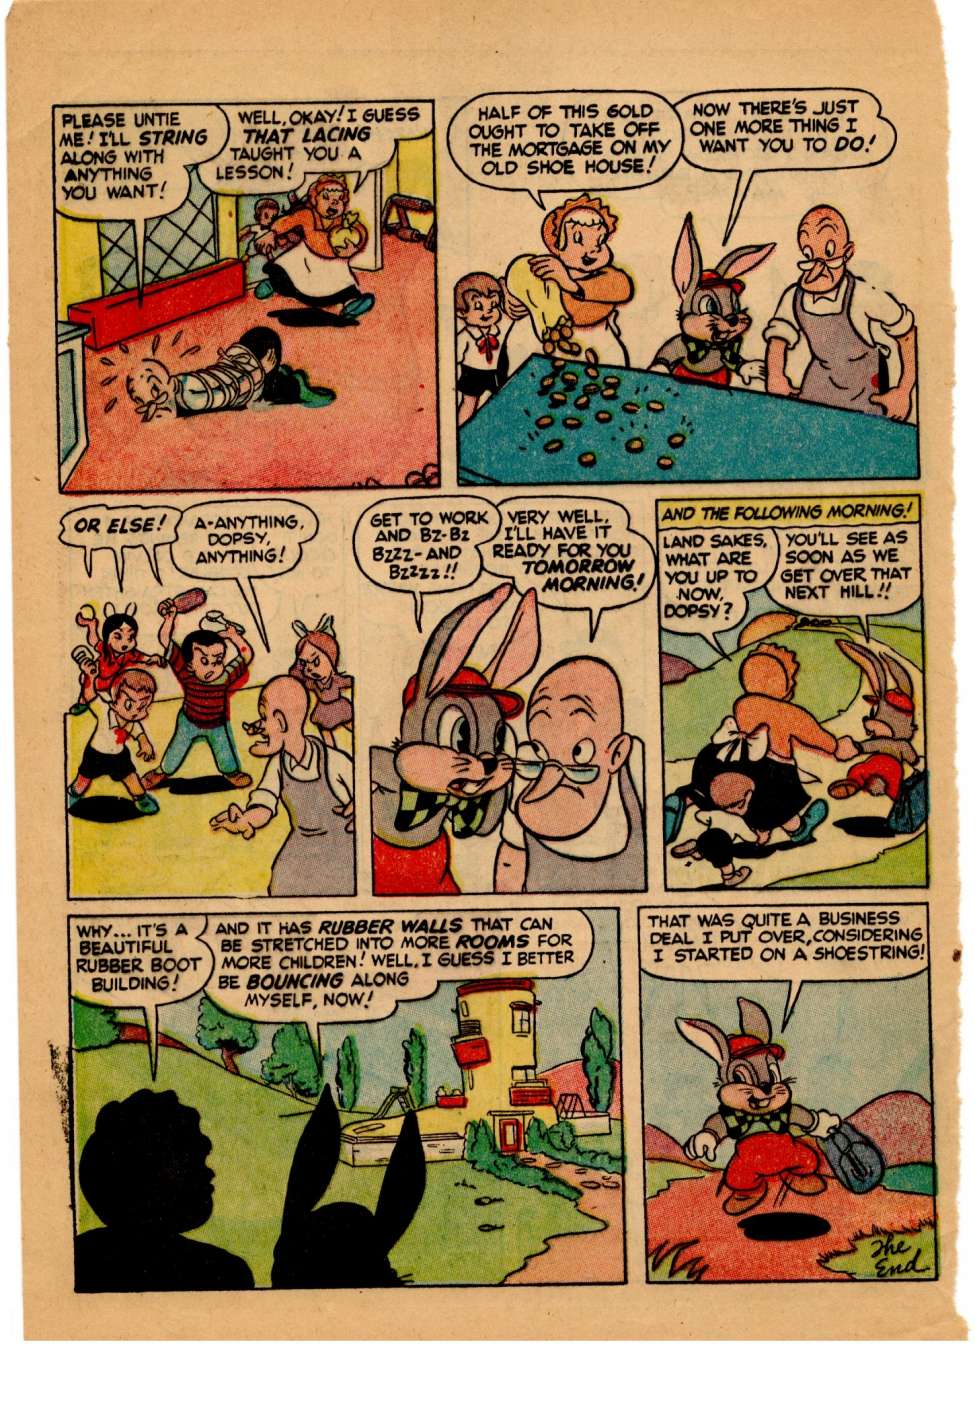 PLEASE UNTIE
ME! I'LL STRING
ALONG WITH
ANYTHING
YOU WANT!
WELL, OKAY! I GUESS
THAT LACING
TAUGHT YOU A
LESSON!
HALF OF THIS GOLD
OUGHT TO TAKE OFF
THE MORTGAGE ON MY
OLD SHOE HOUSE!
NOW THERE'S JUST
ONE MORE THING I
WANT YOU TO DO!
OR ELSE!
A-ANYTHING,
DOPSY,
ANYTHING!
GET TO WORK
AND BZ-BZ
BZZZ-AND
BZZZZ!!
VERY WELL,
I'LL HAVE IT
READY FOR YOU
TOMORROW
MORNING!
AND THE FOLLOWING MORNING!
LAND SAKES,
WHAT ARE
YOU UP TO
NOW,
DOPSY?
YOU'LL SEE AS
SOON AS WE
GET OVER THAT
NEXT HILL!!
WHY... IT'S A
BEAUTIFUL
RUBBER BOOT
BUILDING!
AND IT HAS RUBBER WALLS THAT CAN
BE STRETCHED INTO MORE ROOMS FOR
MORE CHILDREN! WELL, I GUESS I BETTER
BE BOUNCING ALONG
MYSELF, NOW!
THAT WAS QUITE A BUSINESS
DEAL I PUT OVER, CONSIDERING
I STARTED ON A SHOESTRING!
The
End